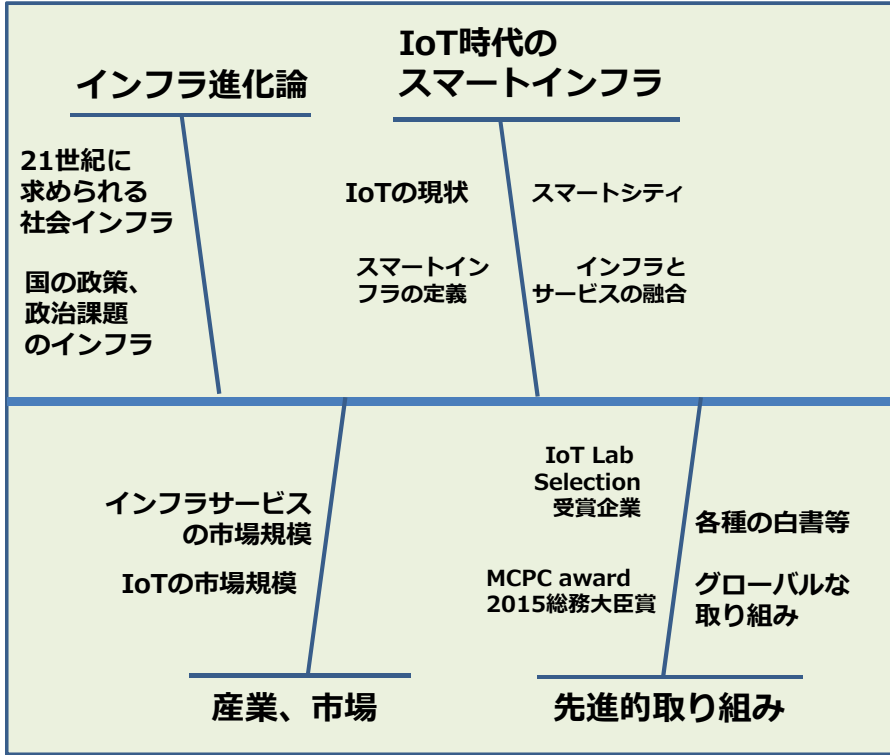 インフラ進化論
21世紀に
求められる
社会インフラ
国の政策、
政治課題
のインフラ
IoT時代の
スマートインフラ
IoTの現状
スマートイン
フラの定義
スマートシティ
インフラと
サービスの融合
インフラサービス
の市場規模
IoTの市場規模
産業、市場
IoT Lab
Selection
受賞企業
MCPC award
2015総務大臣賞
各種の白書等
グローバルな
取り組み
先進的取り組み